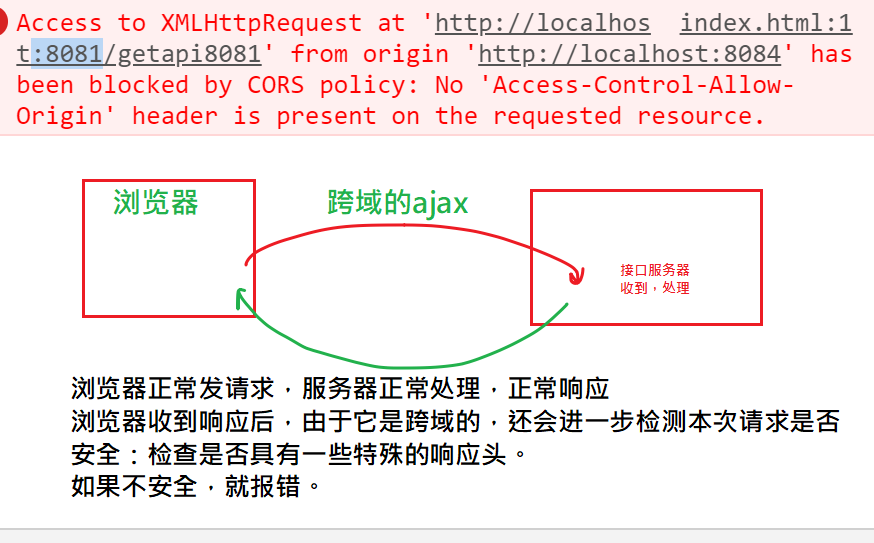 Access to XMLHttpRequest at 'http://localhos index.html:1
t:8081/getapi8081' from origin 'http://localhost:8084' has
been blocked by CORS policy: No 'Access-Control-Allow-
Origin' header is present on the requested resource.
浏览器
跨域的ajax
接口服务器
收到，处理
浏览器正常发请求，服务器正常处理，正常响应
浏览器收到响应后，由于它是跨域的，还会进一步检测本次请求是否
安全：检查是否具有一些特殊的响应头。
如果不安全，就报错。